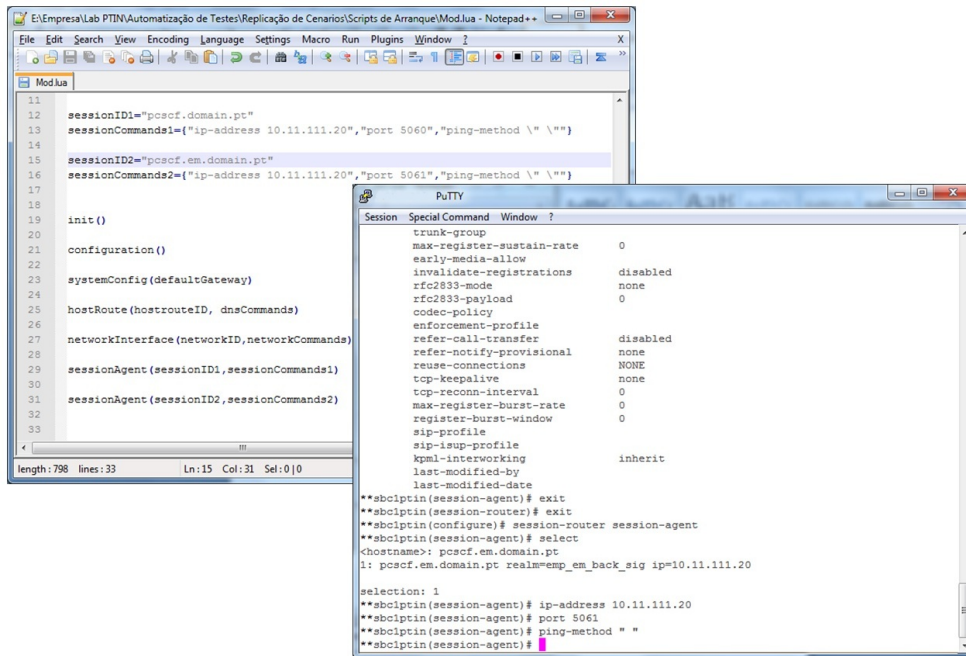 E:\Empresa\Lab PTIN\Automatização de Testes\Replicação de Cenarios\Scripts de Arranque\Mod.lua - Notepad++
File Edit Search View Encoding Language Settings Macro Run Plugins Window ? X
Mod.lua
11
12 sessionID1="pcscf.domain.pt"
13 sessionCommands1={"ip-address 10.11.111.20","port 5060","ping-method \" \""}
14
15 sessionID2="pcscf.em.domain.pt"
16 sessionCommands2={"ip-address 10.11.111.20","port 5061","ping-method \" \""}
17
18
19 init()
20
21 configuration()
22
23 systemConfig(defaultGateway)
24
25 hostRoute(hostrouteID, dnsCommands)
26
27 networkInterface(networkID,networkCommands)
28
29 sessionAgent(sessionID1,sessionCommands1)
30
31 sessionAgent(sessionID2,sessionCommands2)
32
33
length : 798 lines : 33 Ln : 15 Col : 31 Sel : 0 | 0
PuTTY
Session Special Command Window ?
trunk-group
max-register-sustain-rate 0
early-media-allow
invalidate-registrations disabled
rfc2833-mode none
rfc2833-payload 0
codec-policy
enforcement-profile
refer-call-transfer disabled
refer-notify-provisional none
reuse-connections NONE
tcp-keepalive none
tcp-reconn-interval 0
max-register-burst-rate 0
register-burst-window 0
sip-profile
sip-isup-profile
kpml-interworking inherit
last-modified-by
last-modified-date
**sbc1ptin(session-agent)# exit
**sbc1ptin(session-router)# exit
**sbc1ptin(configure)# session-router session-agent
**sbc1ptin(session-agent)# select
<hostname>: pcscf.em.domain.pt
1: pcscf.em.domain.pt realm=emp_em_back_sig ip=10.11.111.20
selection: 1
**sbc1ptin(session-agent)# ip-address 10.11.111.20
**sbc1ptin(session-agent)# port 5061
**sbc1ptin(session-agent)# ping-method " "
**sbc1ptin(session-agent)#